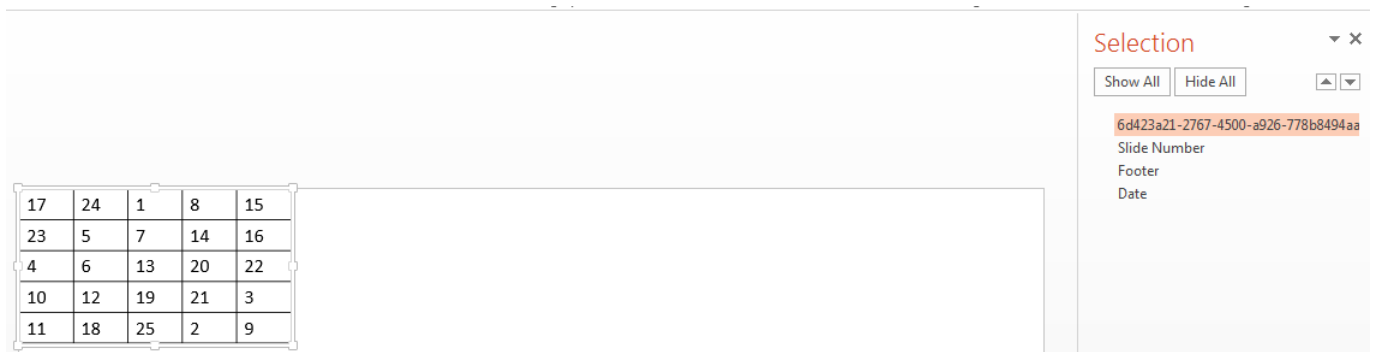 Selection
Show All Hide All
6d423a21-2767-4500-a926-778b8494aa
Slide Number
Footer
Date
17 24 1 8 15
23 5 7 14 16
4 6 13 20 22
10 12 19 21 3
11 18 25 2 9